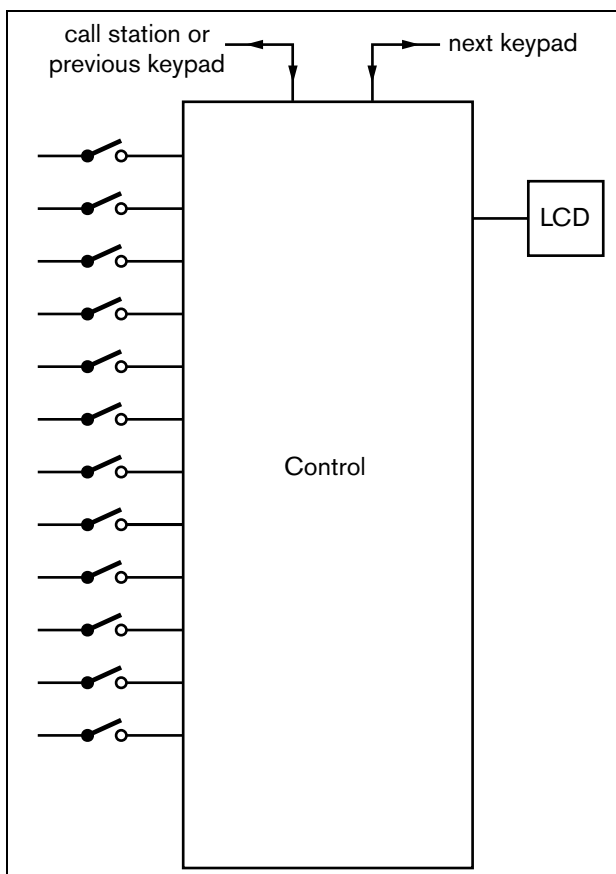 call station or
previous keypad
next keypad
LCD
Control